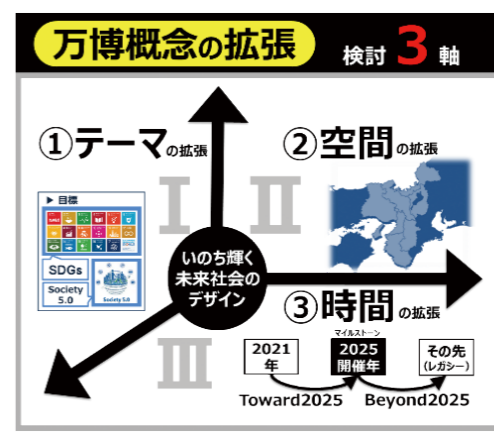 万博概念の拡張 検討 3 軸
①テーマの拡張
②空間の拡張
Ⅰ Ⅱ
▶ 目標
SDGs
Society
5.0
Society 5.0
いのち輝く
未来社会の
デザイン
③時間の拡張
Ⅲ
マイルストーン
2021
年
2025
開催年
その先
(レガシー)
Toward2025 Beyond2025